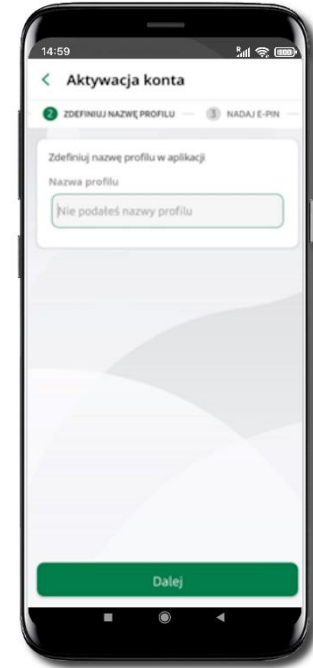 14:59
Aktywacja konta
2 ZDEFINIUJ NAZWĘ PROFILU 3 NADAJ E-PIN
Zdefiniuj nazwę profilu w aplikacji
Nazwa profilu
Nie podałeś nazwy profilu
Dalej